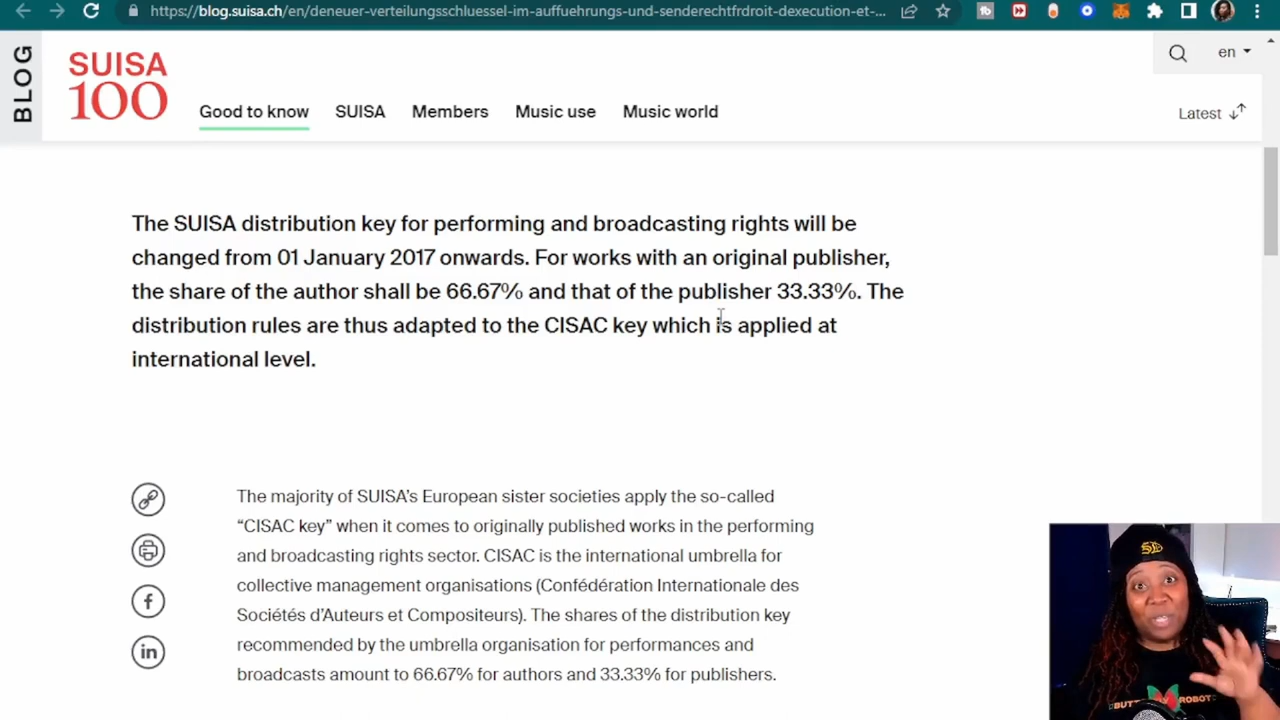 https://blog.suisa.ch/en/deneuer-verteilungsschluessel-im-auffuehrungs-und-senderechtfrdroit-dexecution-et-...
BLOG
SUISA
100
Good to know
SUISA
Members
Music use
Music world
en
Latest
The SUISA distribution key for performing and broadcasting rights will be
changed from 01 January 2017 onwards. For works with an original publisher,
the share of the author shall be 66.67% and that of the publisher 33.33%. The
distribution rules are thus adapted to the CISAC key which is applied at
international level.
The majority of SUISA's European sister societies apply the so-called
“CISAC key” when it comes to originally published works in the performing
and broadcasting rights sector. CISAC is the international umbrella for
collective management organisations (Confédération Internationale des
Sociétés d'Auteurs et Compositeurs). The shares of the distribution key
recommended by the umbrella organisation for performances and
broadcasts amount to 66.67% for authors and 33.33% for publishers.